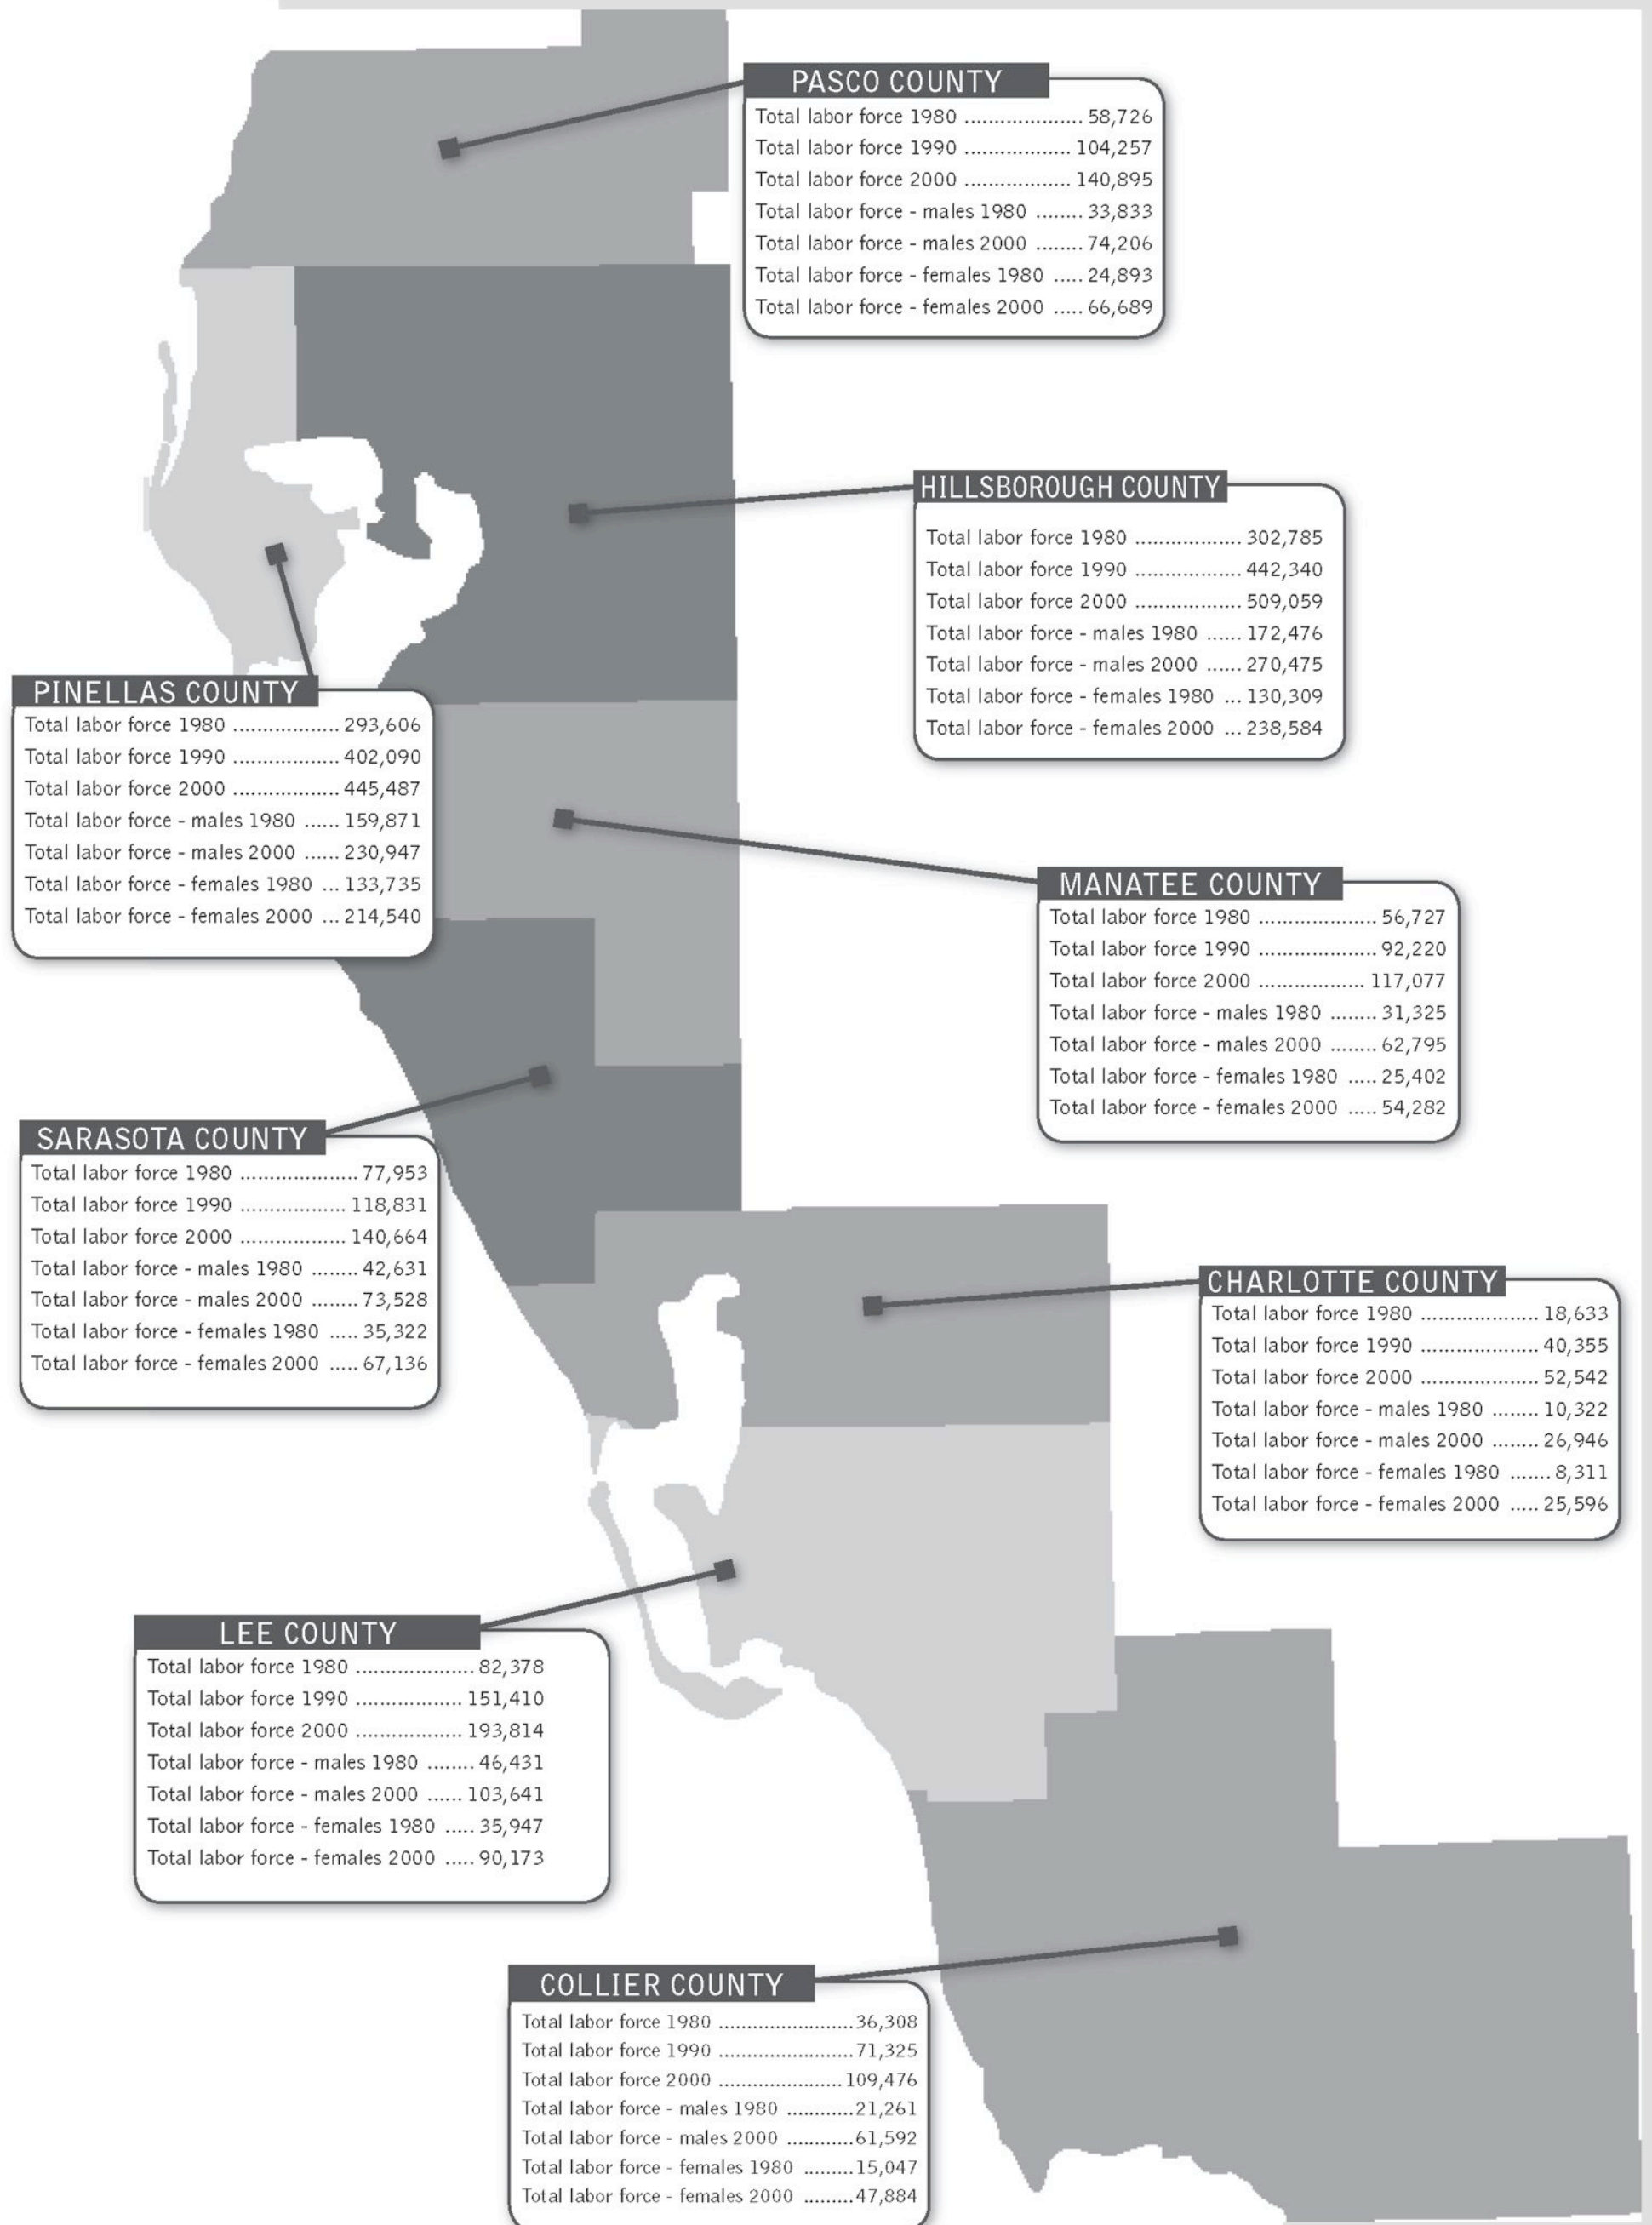 PASCO COUNTY
Total labor force 1980 ................... 58,726
Total labor force 1990 ................. 104,257
Total labor force 2000 ................. 140,895
Total labor force - males 1980 ........ 33,833
Total labor force - males 2000 ........ 74,206
Total labor force - females 1980 ..... 24,893
Total labor force - females 2000 ..... 66,689
HILLSBOROUGH COUNTY
Total labor force 1980 ................. 302,785
Total labor force 1990 ................. 442,340
Total labor force 2000 ................. 509,059
Total labor force - males 1980 ...... 172,476
Total labor force - males 2000 ...... 270,475
Total labor force - females 1980 ... 130,309
Total labor force - females 2000 ... 238,584
PINELLAS COUNTY
Total labor force 1980 ................. 293,606
Total labor force 1990 ................. 402,090
Total labor force 2000 ................. 445,487
Total labor force - males 1980 ...... 159,871
Total labor force - males 2000 ...... 230,947
Total labor force - females 1980 ... 133,735
Total labor force - females 2000 ... 214,540
MANATEE COUNTY
Total labor force 1980 ................... 56,727
Total labor force 1990 ................... 92,220
Total labor force 2000 ................. 117,077
Total labor force - males 1980 ........ 31,325
Total labor force - males 2000 ........ 62,795
Total labor force - females 1980 ..... 25,402
Total labor force - females 2000 ..... 54,282
SARASOTA COUNTY
Total labor force 1980 ................... 77,953
Total labor force 1990 ................. 118,831
Total labor force 2000 ................. 140,664
Total labor force - males 1980 ........ 42,631
Total labor force - males 2000 ........ 73,528
Total labor force - females 1980 ..... 35,322
Total labor force - females 2000 ..... 67,136
CHARLOTTE COUNTY
Total labor force 1980 ................... 18,633
Total labor force 1990 ................... 40,355
Total labor force 2000 ................... 52,542
Total labor force - males 1980 ........ 10,322
Total labor force - males 2000 ........ 26,946
Total labor force - females 1980 ....... 8,311
Total labor force - females 2000 ..... 25,596
LEE COUNTY
Total labor force 1980 ................... 82,378
Total labor force 1990 ................. 151,410
Total labor force 2000 ................. 193,814
Total labor force - males 1980 ........ 46,431
Total labor force - males 2000 ...... 103,641
Total labor force - females 1980 ..... 35,947
Total labor force - females 2000 ..... 90,173
COLLIER COUNTY
Total labor force 1980 .......................36,308
Total labor force 1990 .......................71,325
Total labor force 2000 .....................109,476
Total labor force - males 1980 ............21,261
Total labor force - males 2000 ............61,592
Total labor force - females 1980 .........15,047
Total labor force - females 2000 .........47,884